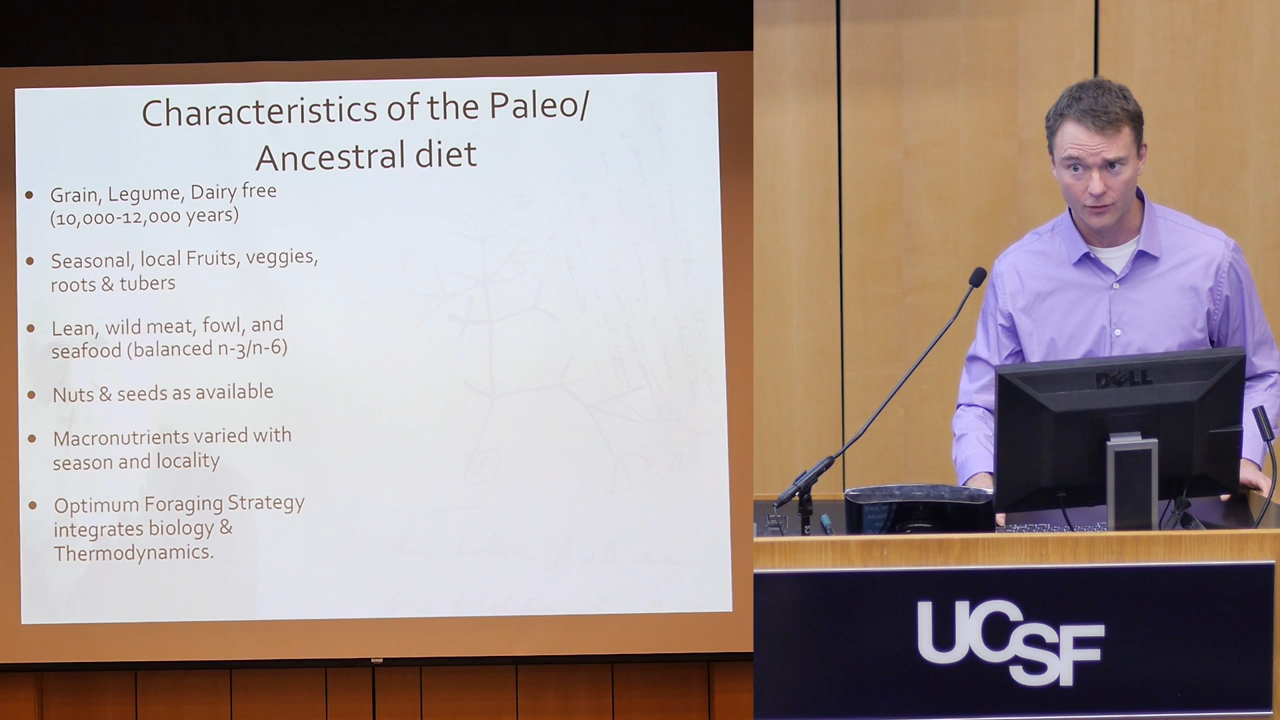 Characteristics of the Paleo/
Ancestral diet
• Grain, Legume, Dairy free
(10,000-12,000 years)
• Seasonal, local Fruits, veggies,
roots & tubers
• Lean, wild meat, fowl, and
seafood (balanced n-3/n-6)
• Nuts & seeds as available
• Macronutrients varied with
season and locality
• Optimum Foraging Strategy
integrates biology &
Thermodynamics.
DELL
UCSF